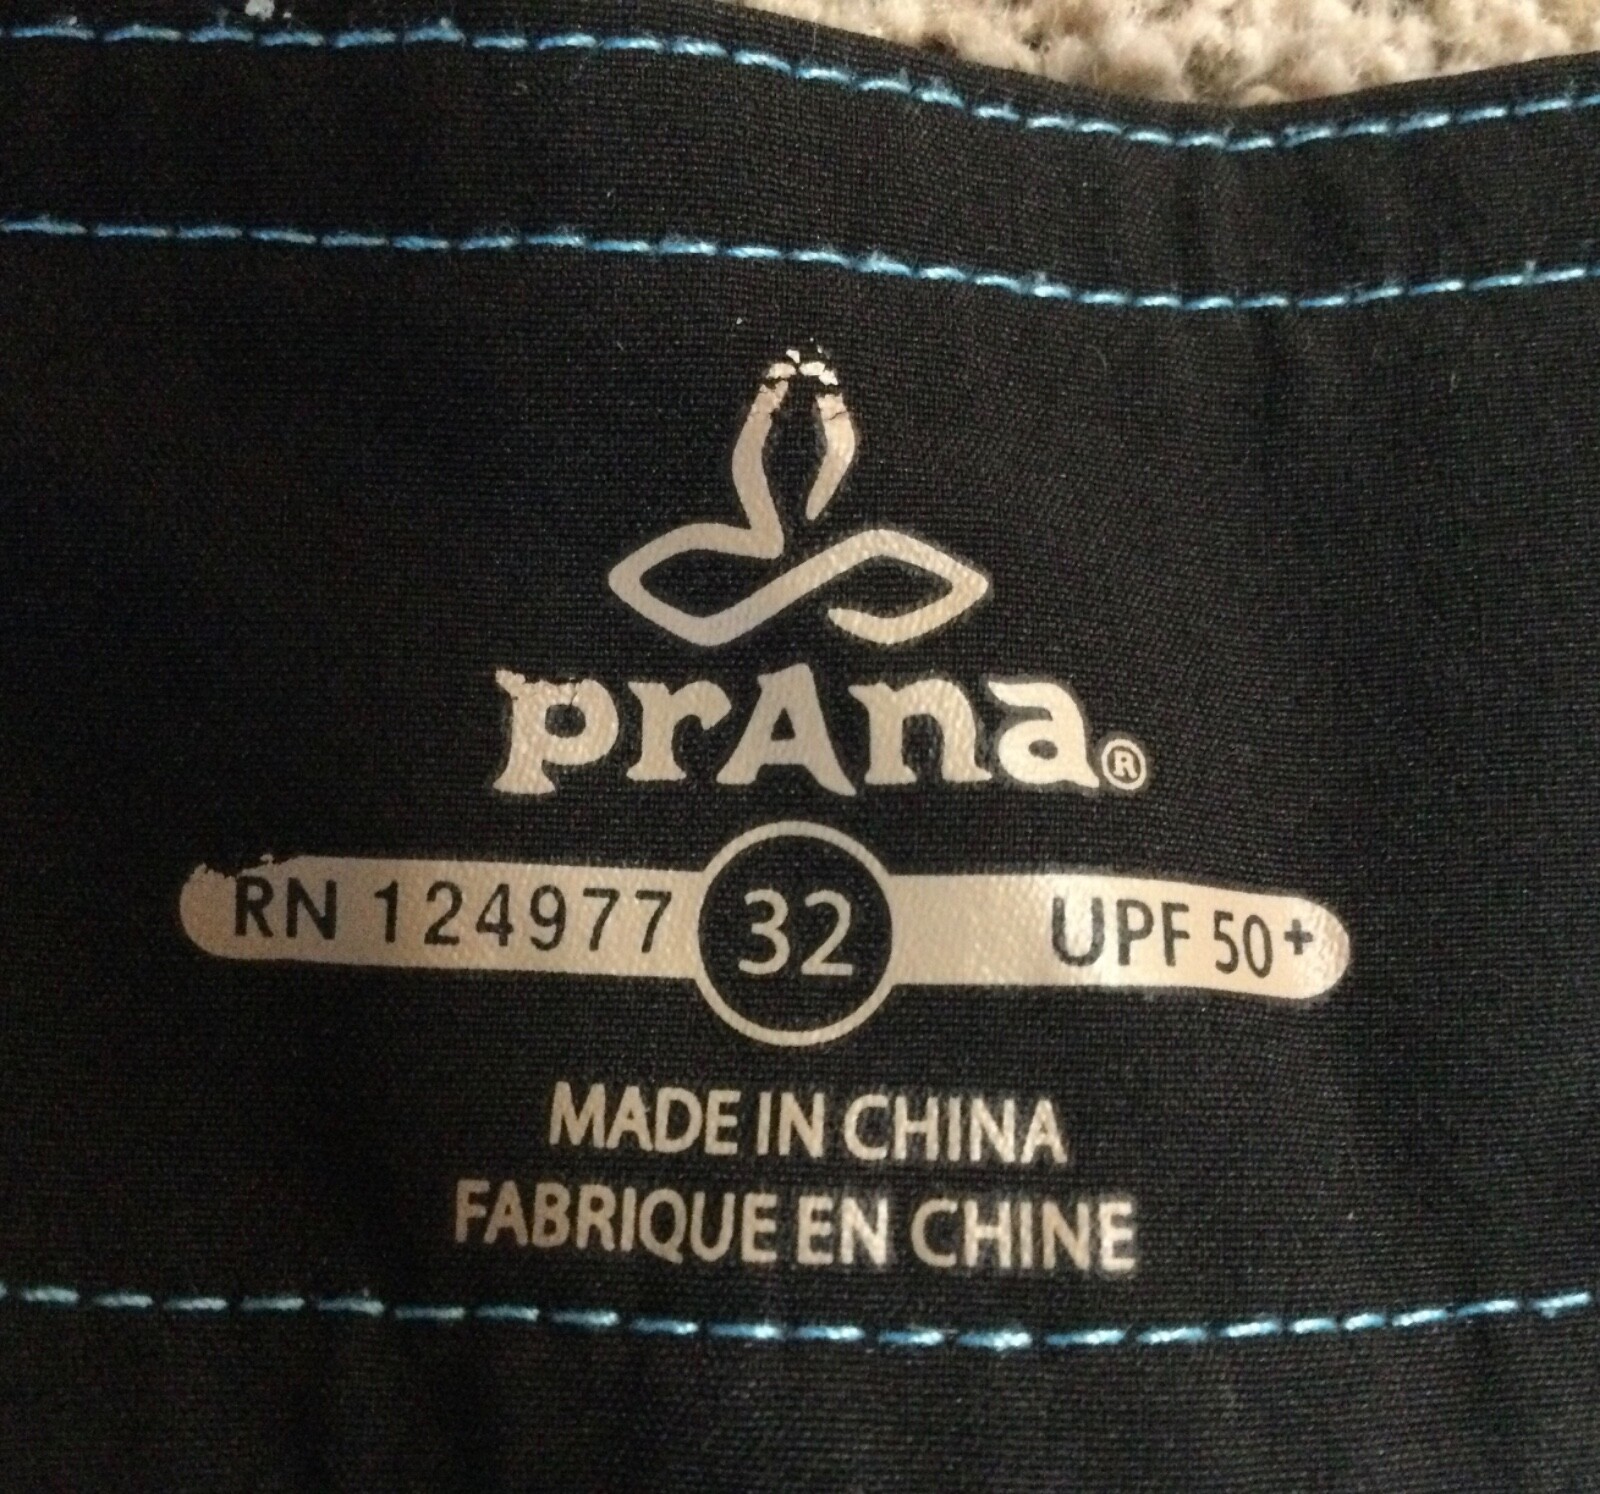 prAna®
RN 124977 32 UPF 50+
MADE IN CHINA
FABRIQUE EN CHINE